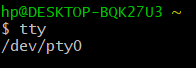 hp@DESKTOP-BQK27U3 ~
$ tty
/dev/pty0